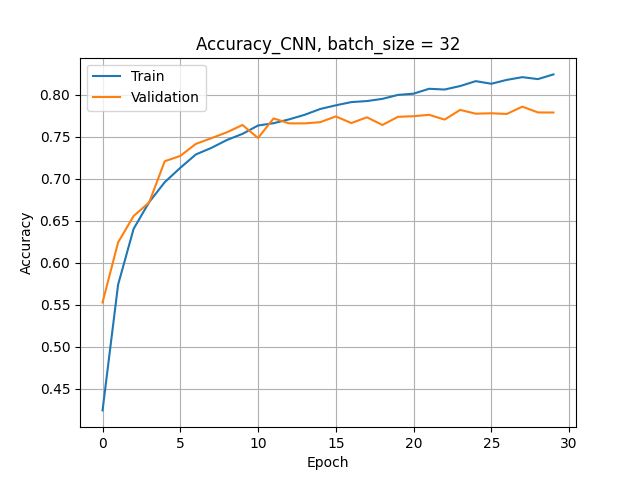 Accuracy_CNN, batch_size = 32
Train
Validation
Accuracy
0.80
0.75
0.70
0.65
0.60
0.55
0.50
0.45
0 5 10 15 20 25 30
Epoch